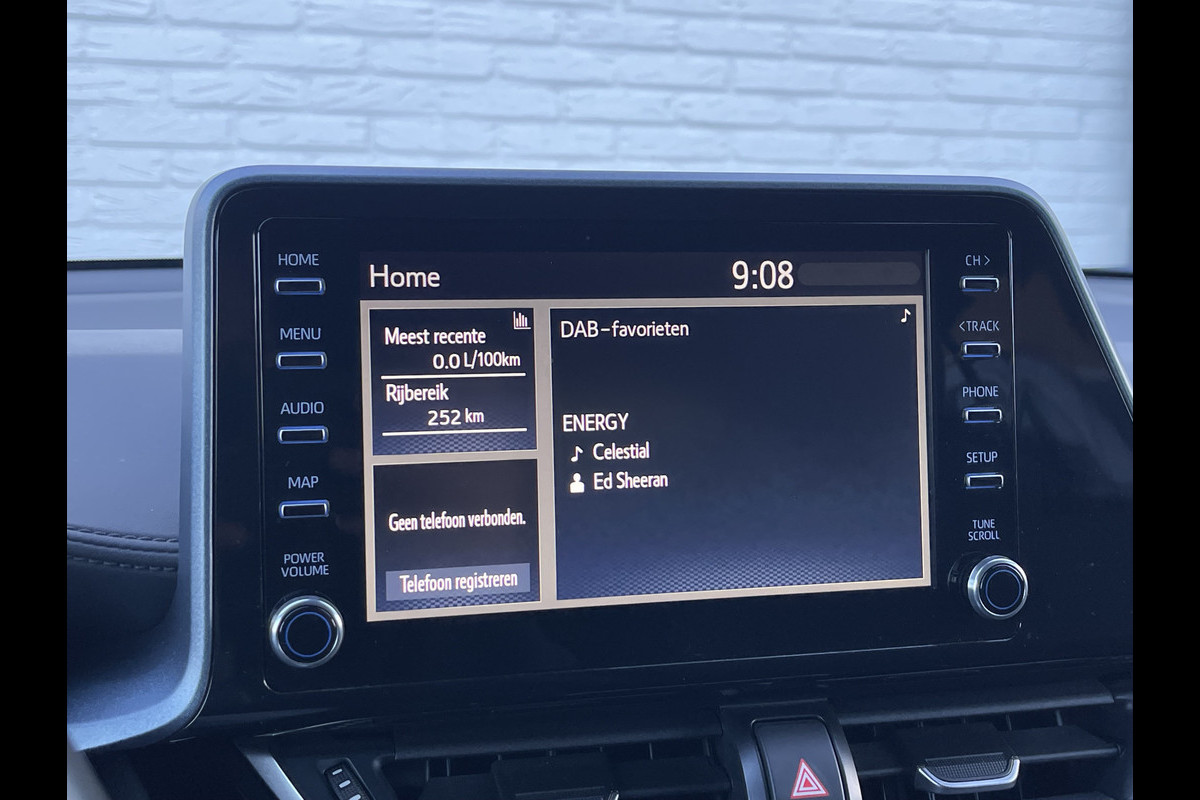 HOME
MENU
AUDIO
MAP
POWER
VOLUME
Home
9:08
Meest recente
0.0 L/100km
Rijbereik
252 km
Geen telefoon verbonden.
Telefoon registreren
DAB-favorieten
ENERGY
Celestial
Ed Sheeran
CH >
<TRACK
PHONE
SETUP
TUNE
SCROLL